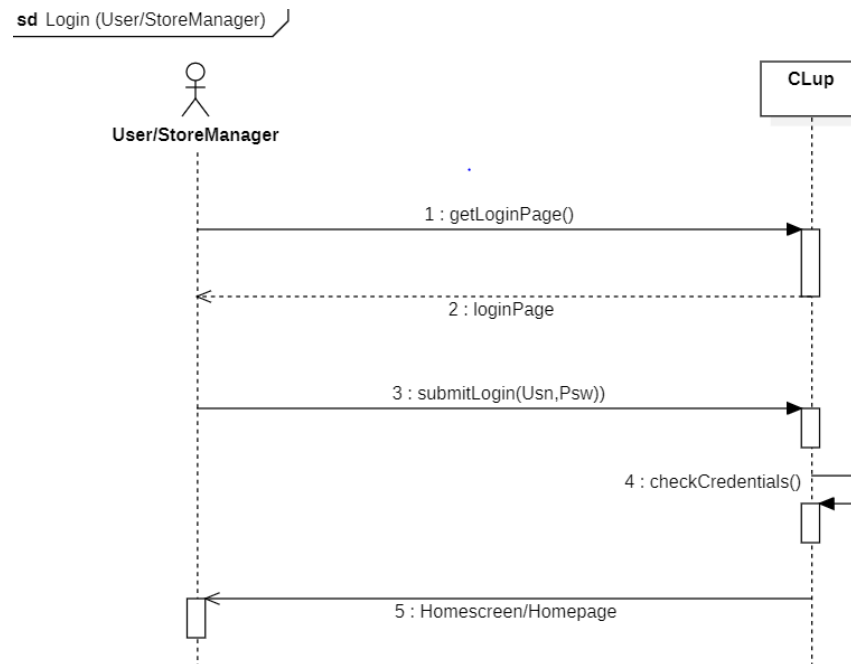 sd Login (User/StoreManager)
CLup
User/StoreManager
1 : getLoginPage()
2 : loginPage
3 : submitLogin(Usn,Psw))
4 : checkCredentials()
5 : Homescreen/Homepage